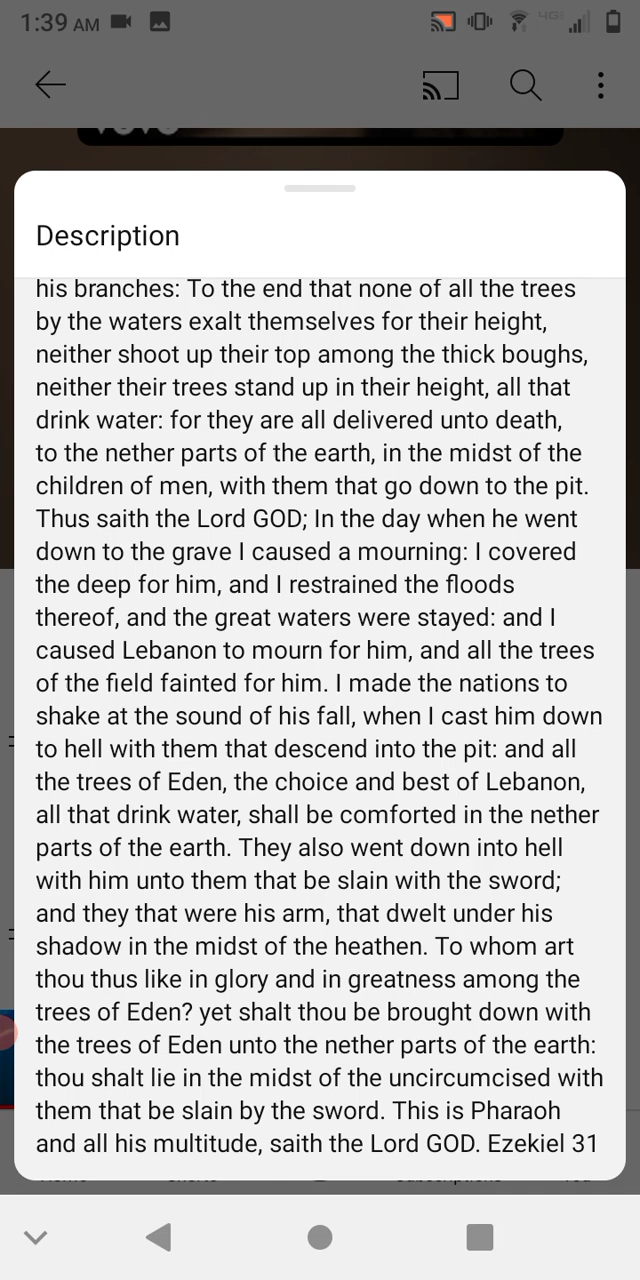 1:39 AM
Description
his branches: To the end that none of all the trees
by the waters exalt themselves for their height,
neither shoot up their top among the thick boughs,
neither their trees stand up in their height, all that
drink water: for they are all delivered unto death,
to the nether parts of the earth, in the midst of the
children of men, with them that go down to the pit.
Thus saith the Lord GOD; In the day when he went
down to the grave I caused a mourning: I covered
the deep for him, and I restrained the floods
thereof, and the great waters were stayed: and I
caused Lebanon to mourn for him, and all the trees
of the field fainted for him. I made the nations to
shake at the sound of his fall, when I cast him down
to hell with them that descend into the pit: and all
the trees of Eden, the choice and best of Lebanon,
all that drink water, shall be comforted in the nether
parts of the earth. They also went down into hell
with him unto them that be slain with the sword;
and they that were his arm, that dwelt under his
shadow in the midst of the heathen. To whom art
thou thus like in glory and in greatness among the
trees of Eden? yet shalt thou be brought down with
the trees of Eden unto the nether parts of the earth:
thou shalt lie in the midst of the uncircumcised with
them that be slain by the sword. This is Pharaoh
and all his multitude, saith the Lord GOD. Ezekiel 31